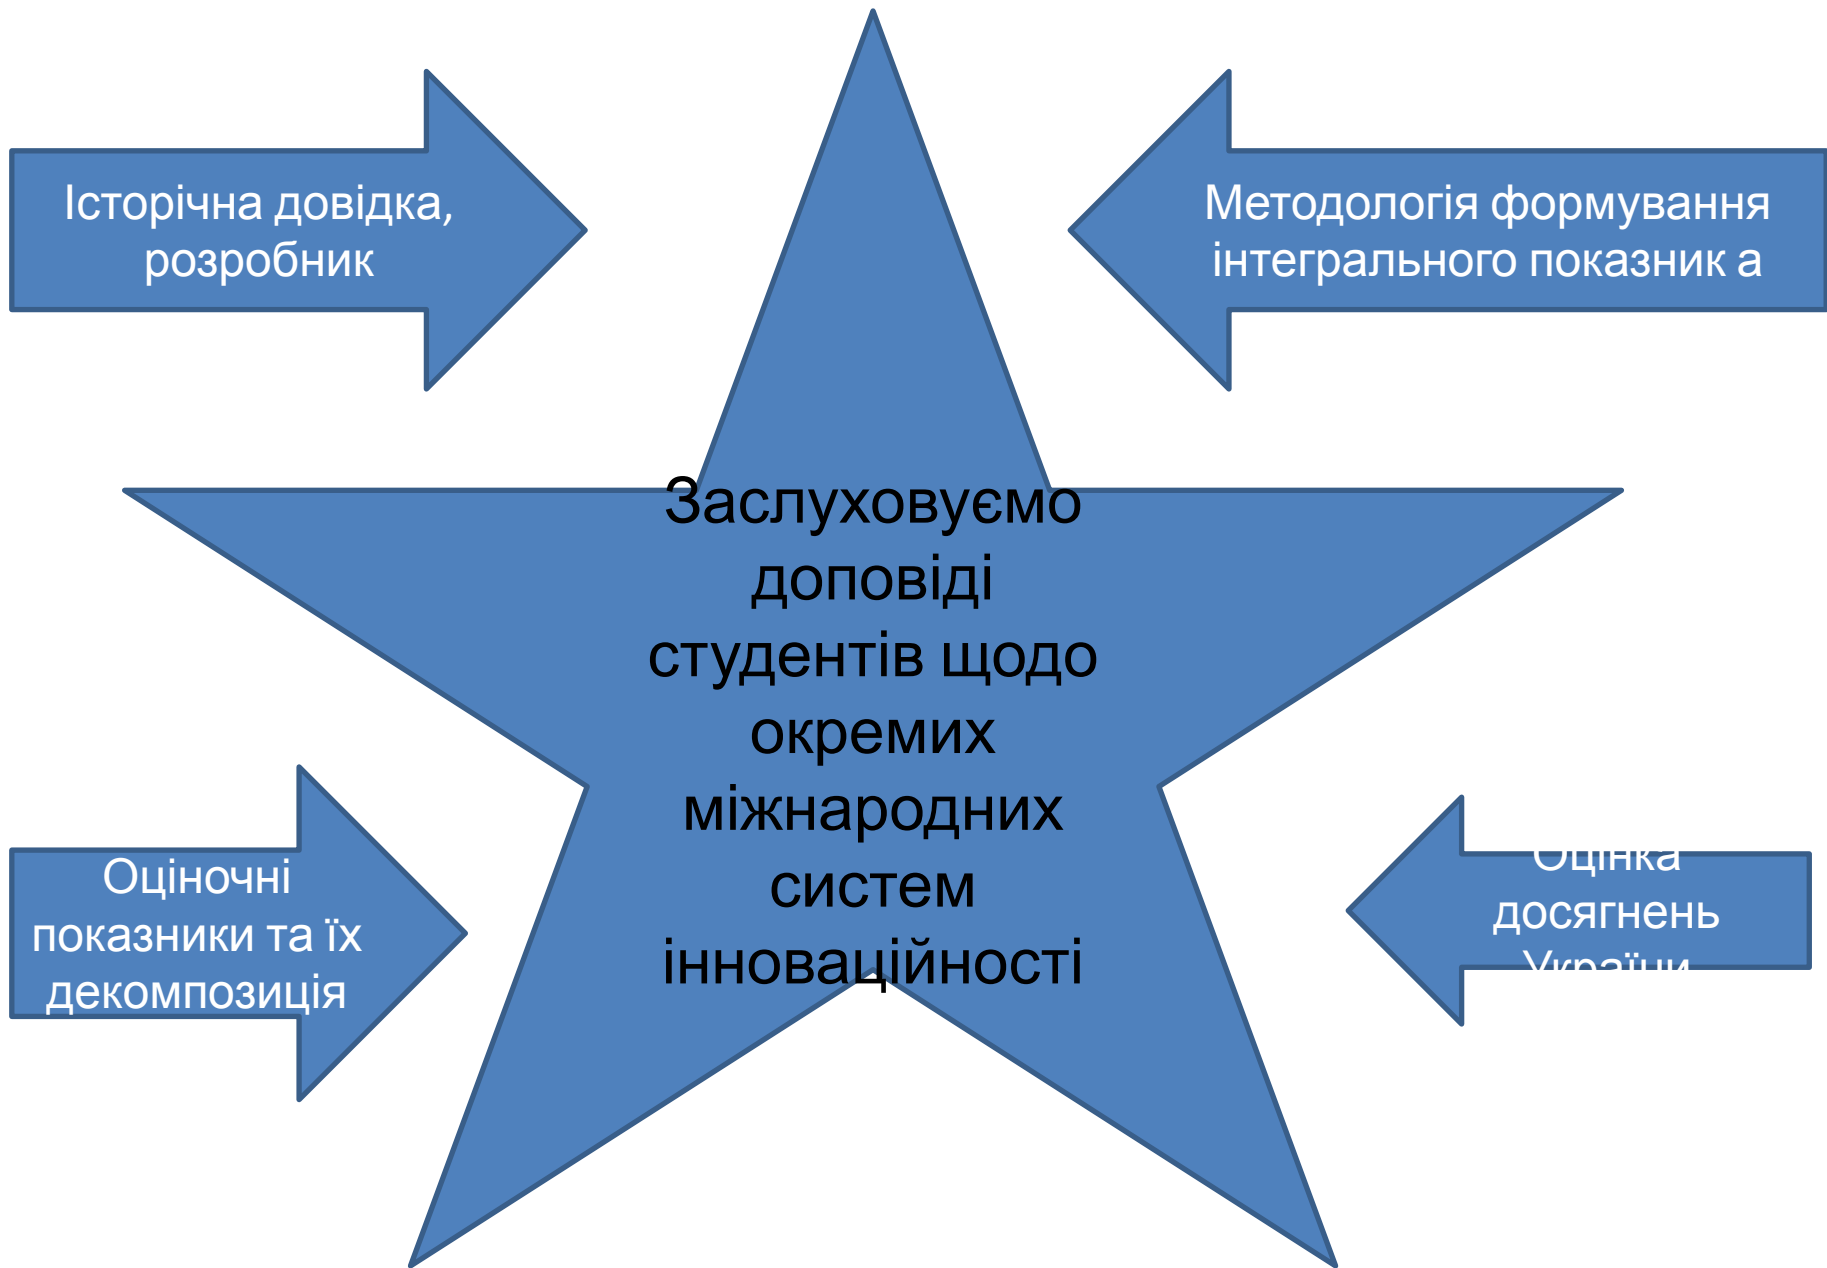 Історічна довідка,
розробник
Методологія формування
інтегрального показник а
Заслуховуємо
доповіді
студентів щодо
окремих
міжнародних
систем
інноваційності
Оціночні
показники та їх
декомпозиція
Оцінка
досягнень
України